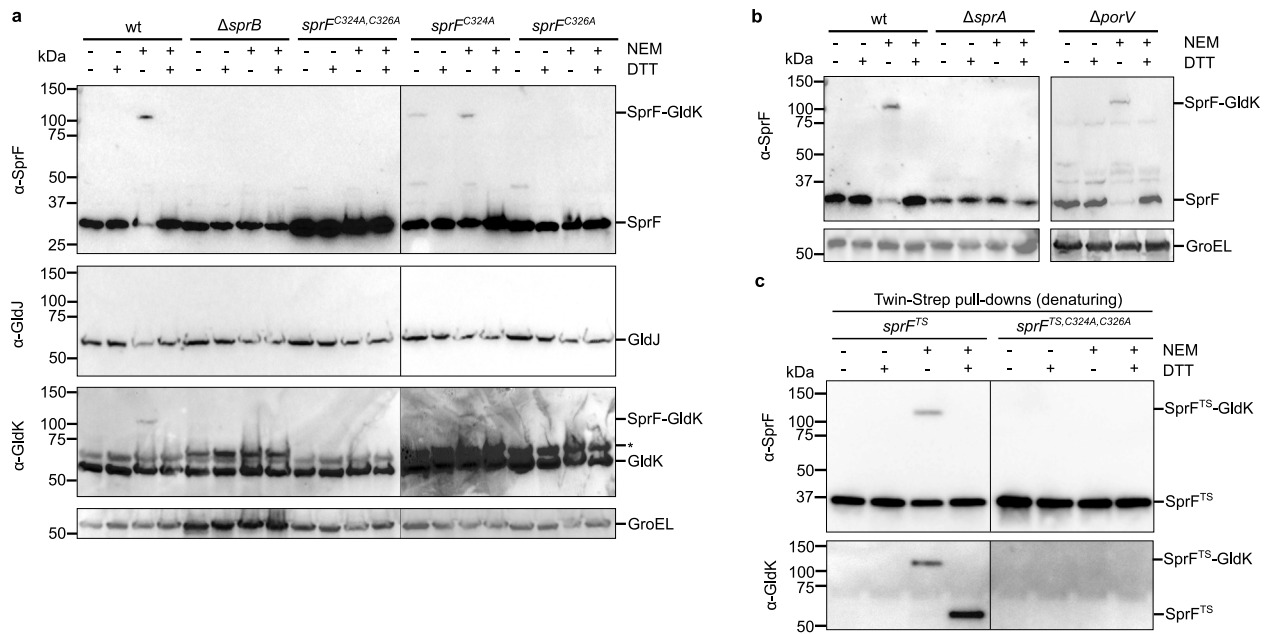 a
wt ΔsprB sprF^C324A,C326A sprF^C324A sprF^C326A
- - + + - - + + - - + + - - + + - - + + NEM
kDa - + - + - + - + - + - + - + - + - + - + DTT
α-SprF
150
100
75
50
37
25
SprF-GldK
SprF
α-GldJ
150
100
75
50
GldJ
α-GldK
150
100
75
50
SprF-GldK
*
GldK
50
GroEL
b
wt ΔsprA ΔporV
- - + + - - + + - - + + NEM
kDa - + - + - + - + - + - + DTT
α-SprF
150
100
75
50
37
SprF-GldK
SprF
50
GroEL
c
Twin-Strep pull-downs (denaturing)
sprF^TS sprF^TS,C324A,C326A
- - + + - - + + NEM
kDa - + - + - + - + DTT
α-SprF
150
100
75
50
37
SprF^TS-GldK
SprF^TS
α-GldK
150
100
75
50
SprF^TS-GldK
SprF^TS